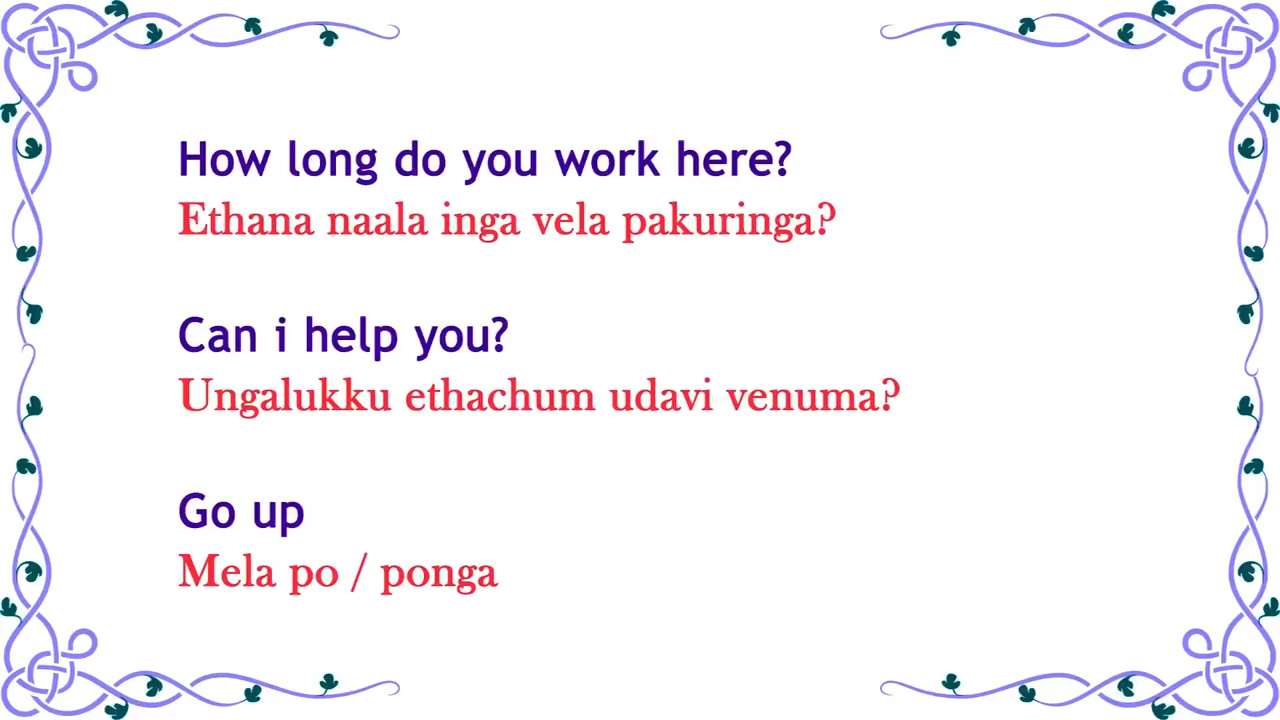 How long do you work here?
Ethana naala inga vela pakuringa?
Can i help you?
Ungalukku ethachum udavi venuma?
Go up
Mela po / ponga